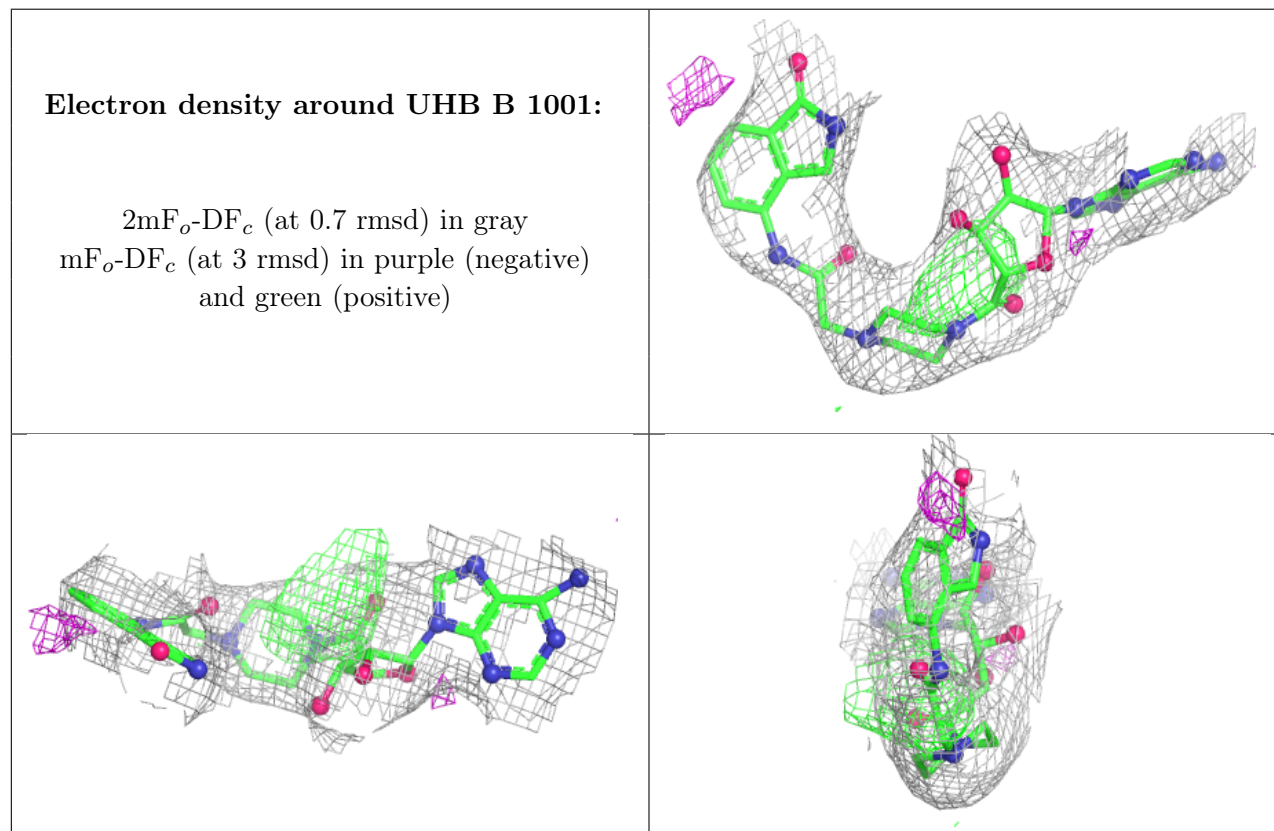 Electron density around UHB B 1001:
2mFo-DFc (at 0.7 rmsd) in gray
mFo-DFc (at 3 rmsd) in purple (negative)
and green (positive)